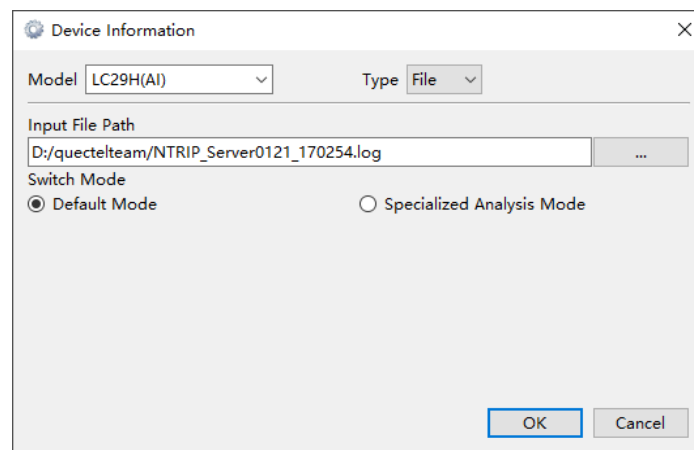 Device Information
Model LC29H(AI) Type File
Input File Path
D:/quectelteam/NTRIP_Server0121_170254.log ...
Switch Mode
Default Mode Specialized Analysis Mode
OK Cancel